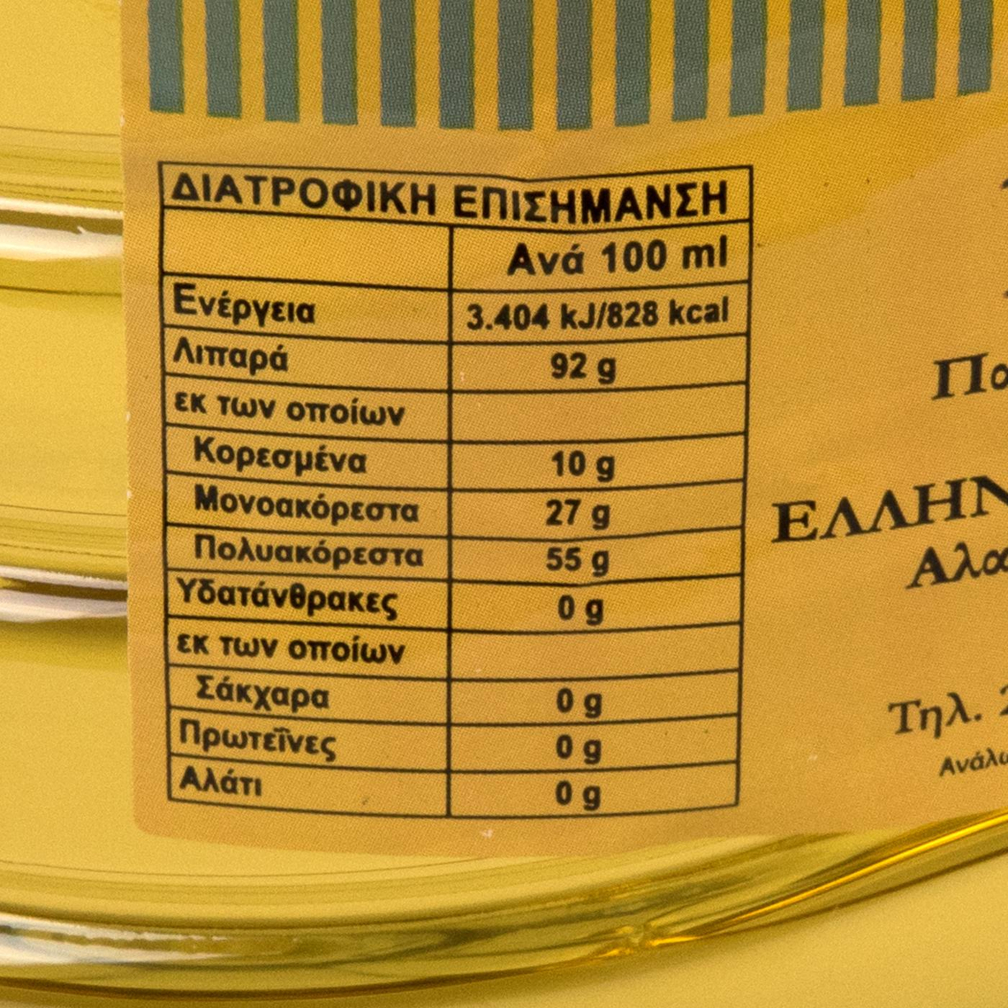 ΔΙΑΤΡΟΦΙΚΗ ΕΠΙΣΗΜΑΝΣΗ
Ανά 100 ml
Ενέργεια 3.404 kJ/828 kcal
Λιπαρά 92 g
εκ των οποίων
Κορεσμένα 10 g
Μονοακόρεστα 27 g
Πολυακόρεστα 55 g
Υδατάνθρακες 0 g
εκ των οποίων
Σάκχαρα 0 g
Πρωτεΐνες 0 g
Αλάτι 0 g
Τηλ.